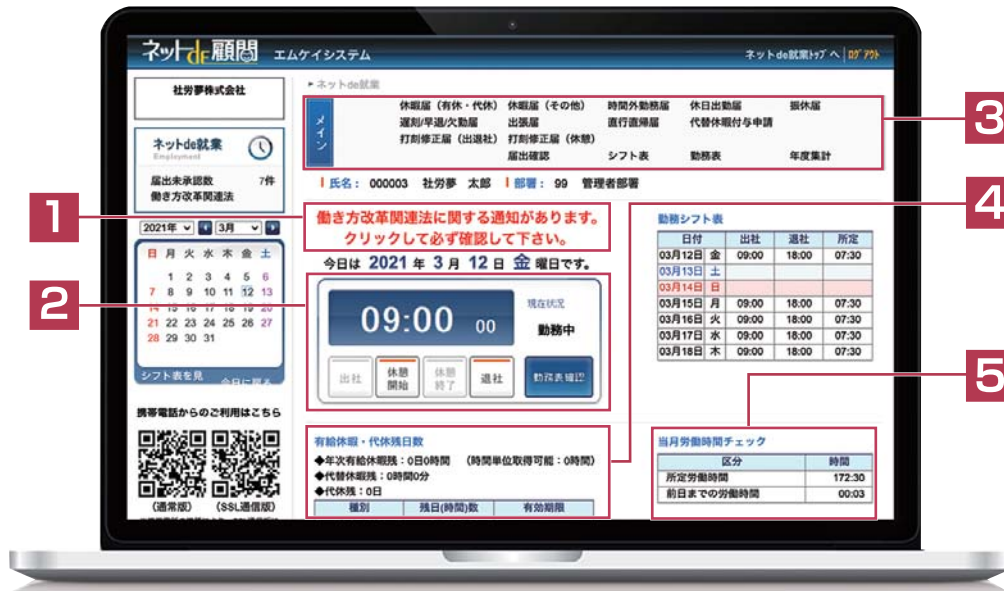 ネットde顧問 エムケイシステム
ネットde就業トップ へ ログアウト
社労夢株式会社
ネットde就業
Employment
届出未承認数 7件
働き方改革関連法
2021年 3月
日 月 火 水 木 金 土
1 2 3 4 5 6
7 8 9 10 11 12 13
14 15 16 17 18 19 20
21 22 23 24 25 26 27
28 29 30 31
シフト表を見
今日に戻る
携帯電話からのご利用はこちら
(通常版) (SSL通信版)
▶ネットde就業
メイン
休暇届（有休・代休） 休暇届（その他） 時間外勤務届 休日出勤届 振休届
遅刻/早退/欠勤届 出張届 直行直帰届 代替休暇付与申請
打刻修正届（出退社） 打刻修正届（休憩）
届出確認 シフト表 勤務表 年度集計
氏名： 000003 社労夢 太郎 部署： 99 管理者部署
1
働き方改革関連法に関する通知があります。
クリックして必ず確認して下さい。
今日は 2021 年 3 月 12 日 金 曜日です。
2
09:00 00
現在状況
勤務中
出社 休憩開始 休憩終了 退社 勤務表確認
有給休暇・代休残日数
◆年次有給休暇残：0日0時間 （時間単位取得可能：0時間）
◆代替休暇残：0時間0分
◆代休残：0日
種別 残日(時間)数 有効期限
3
4
勤務シフト表
日付 出社 退社 所定
03月12日 金 09:00 18:00 07:30
03月13日 土
03月14日 日
03月15日 月 09:00 18:00 07:30
03月16日 火 09:00 18:00 07:30
03月17日 水 09:00 18:00 07:30
03月18日 木 09:00 18:00 07:30
5
当月労働時間チェック
区分 時間
所定労働時間 172:30
前日までの労働時間 00:03